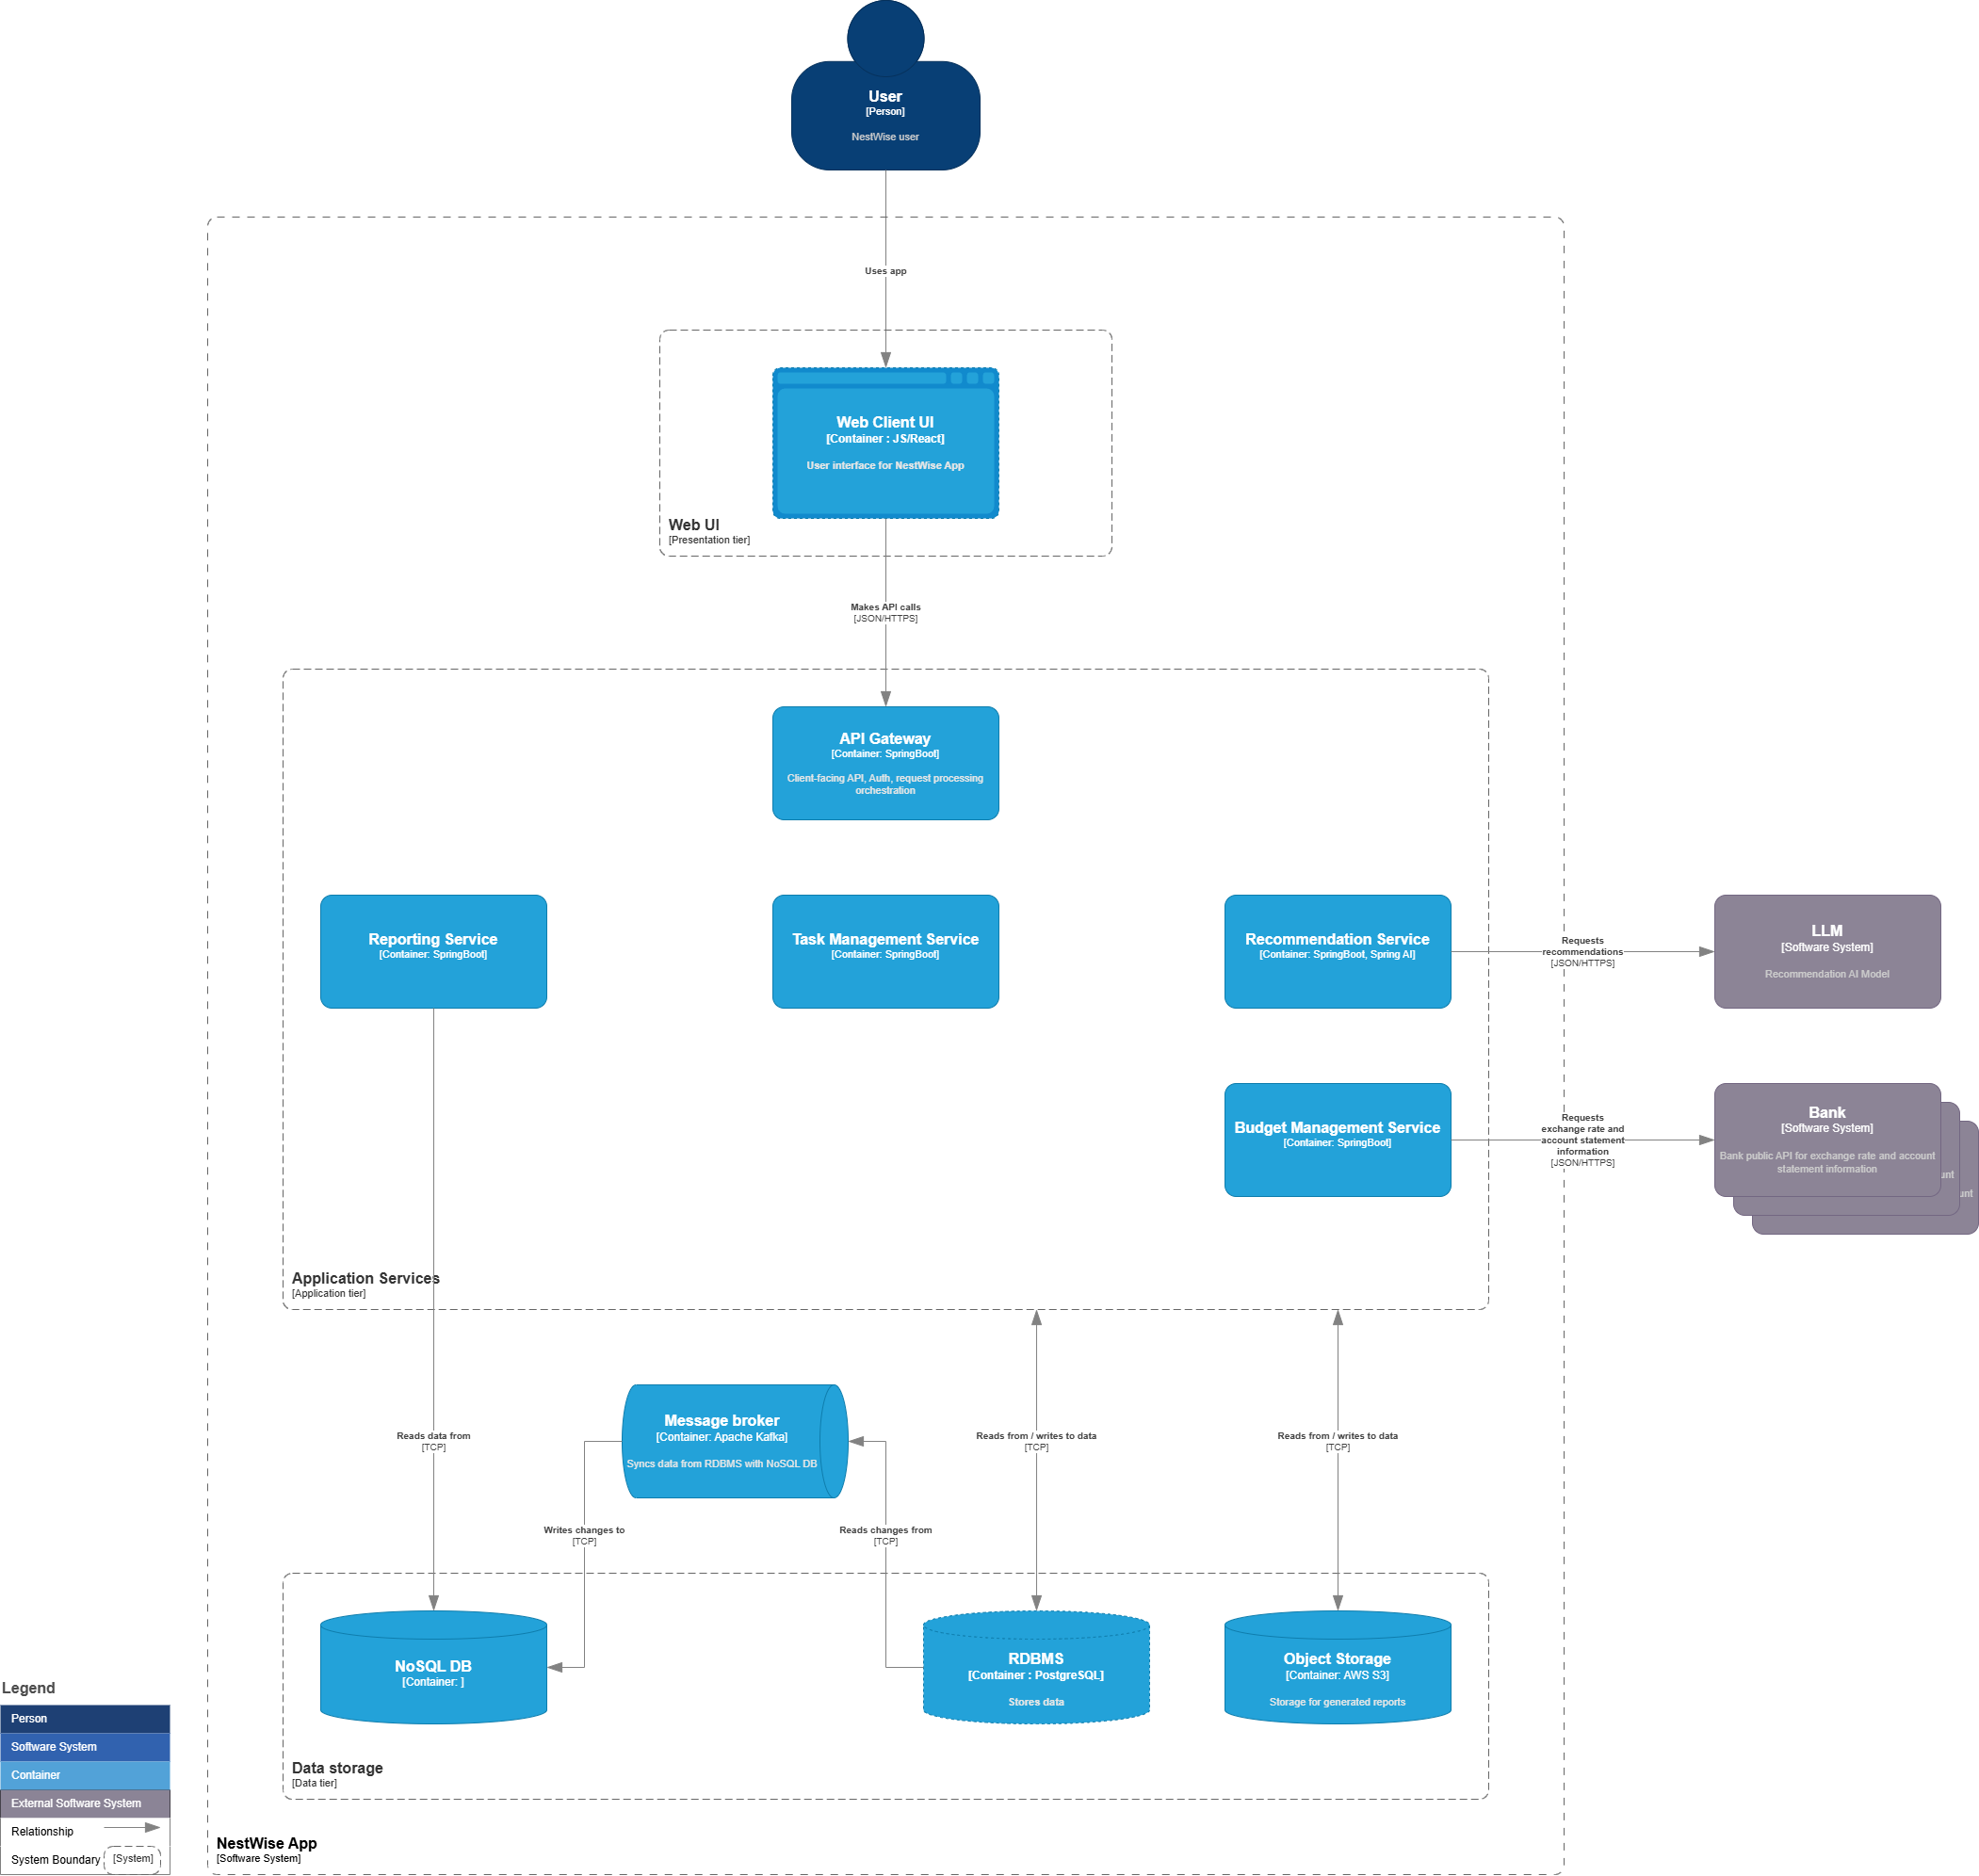 User
[Person]
NestWise user
Uses app
Web Client UI
[Container : JS/React]
User interface for NestWise App
Web UI
[Presentation tier]
Makes API calls
[JSON/HTTPS]
API Gateway
[Container: SpringBoot]
Client-facing API, Auth, request processing
orchestration
Reporting Service
[Container: SpringBoot]
Task Management Service
[Container: SpringBoot]
Recommendation Service
[Container: SpringBoot, Spring AI]
Requests
recommendations
[JSON/HTTPS]
LLM
[Software System]
Recommendation AI Model
Budget Management Service
[Container: SpringBoot]
Requests
exchange rate and
account statement
information
[JSON/HTTPS]
Bank
[Software System]
Bank public API for exchange rate and account
statement information
Application Services
[Application tier]
Message broker
[Container: Apache Kafka]
Syncs data from RDBMS with NoSQL DB
Reads data from
[TCP]
Reads from / writes to data
[TCP]
Reads from / writes to data
[TCP]
Writes changes to
[TCP]
Reads changes from
[TCP]
NoSQL DB
[Container: ]
RDBMS
[Container : PostgreSQL]
Stores data
Object Storage
[Container: AWS S3]
Storage for generated reports
Data storage
[Data tier]
NestWise App
[Software System]
Legend
Person
Software System
Container
External Software System
Relationship
System Boundary
[System]